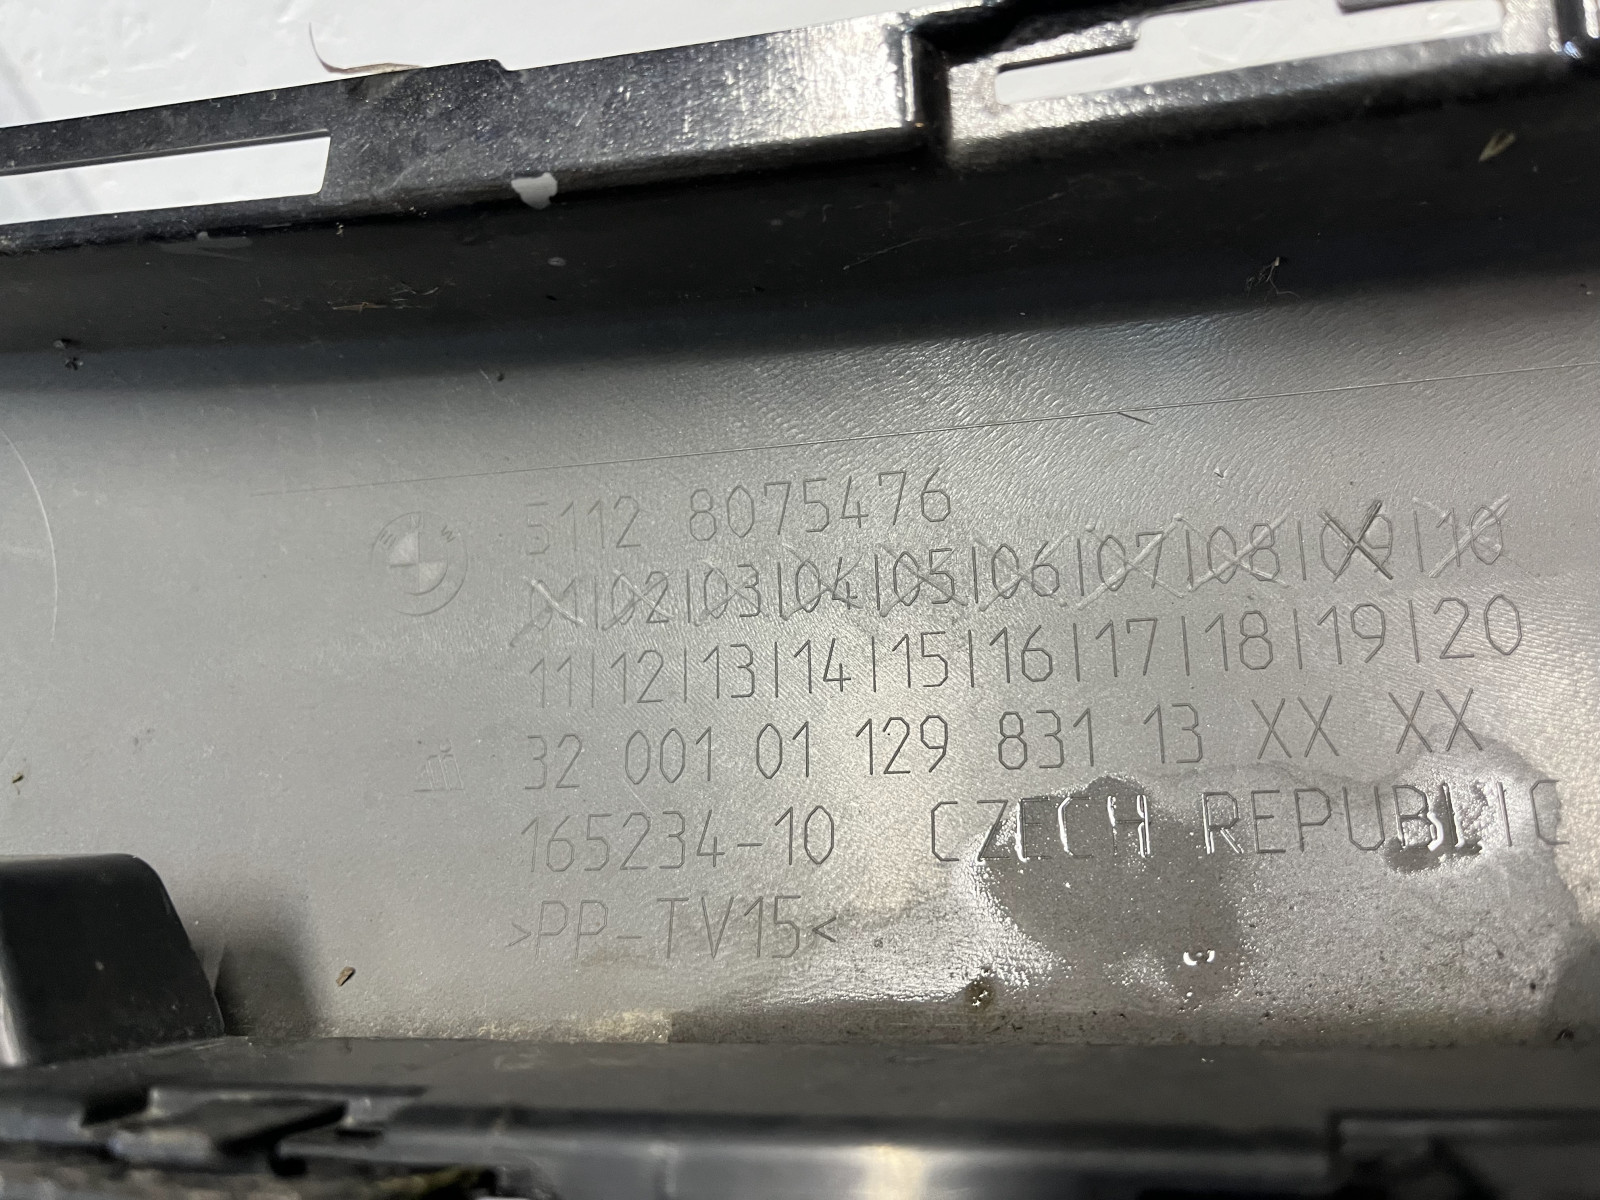 5112 8075476
01|02|03|04|05|06|07|08|09|10
11|12|13|14|15|16|17|18|19|20
32 001 01 129 831 13 XX XX
165234-10 CZECH REPUBLIC
>PP-TV15<